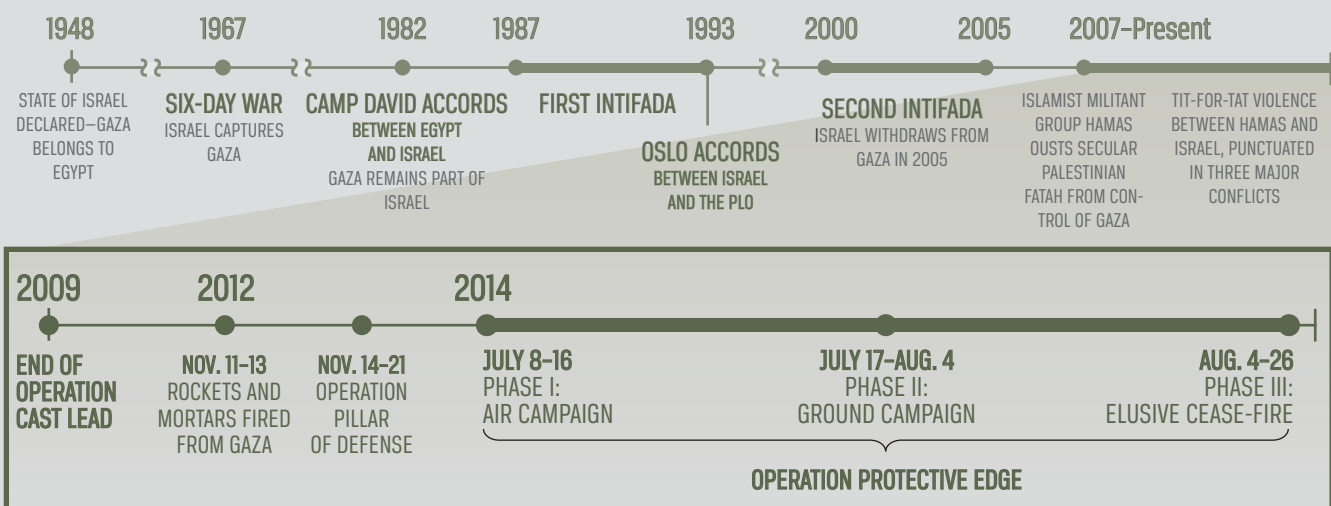 1948
STATE OF ISRAEL
DECLARED—GAZA
BELONGS TO
EGYPT
1967
SIX-DAY WAR
ISRAEL CAPTURES
GAZA
1982
CAMP DAVID ACCORDS
BETWEEN EGYPT
AND ISRAEL
GAZA REMAINS PART OF
ISRAEL
1987
FIRST INTIFADA
1993
OSLO ACCORDS
BETWEEN ISRAEL
AND THE PLO
2000
SECOND INTIFADA
ISRAEL WITHDRAWS FROM
GAZA IN 2005
2005
2007–Present
ISLAMIST MILITANT
GROUP HAMAS
OUSTS SECULAR
PALESTINIAN
FATAH FROM CON-
TROL OF GAZA
TIT-FOR-TAT VIOLENCE
BETWEEN HAMAS AND
ISRAEL, PUNCTUATED
IN THREE MAJOR
CONFLICTS
2009
END OF
OPERATION
CAST LEAD
2012
NOV. 11–13
ROCKETS AND
MORTARS FIRED
FROM GAZA
NOV. 14–21
OPERATION
PILLAR
OF DEFENSE
2014
JULY 8–16
PHASE I:
AIR CAMPAIGN
JULY 17–AUG. 4
PHASE II:
GROUND CAMPAIGN
AUG. 4–26
PHASE III:
ELUSIVE CEASE-FIRE
OPERATION PROTECTIVE EDGE